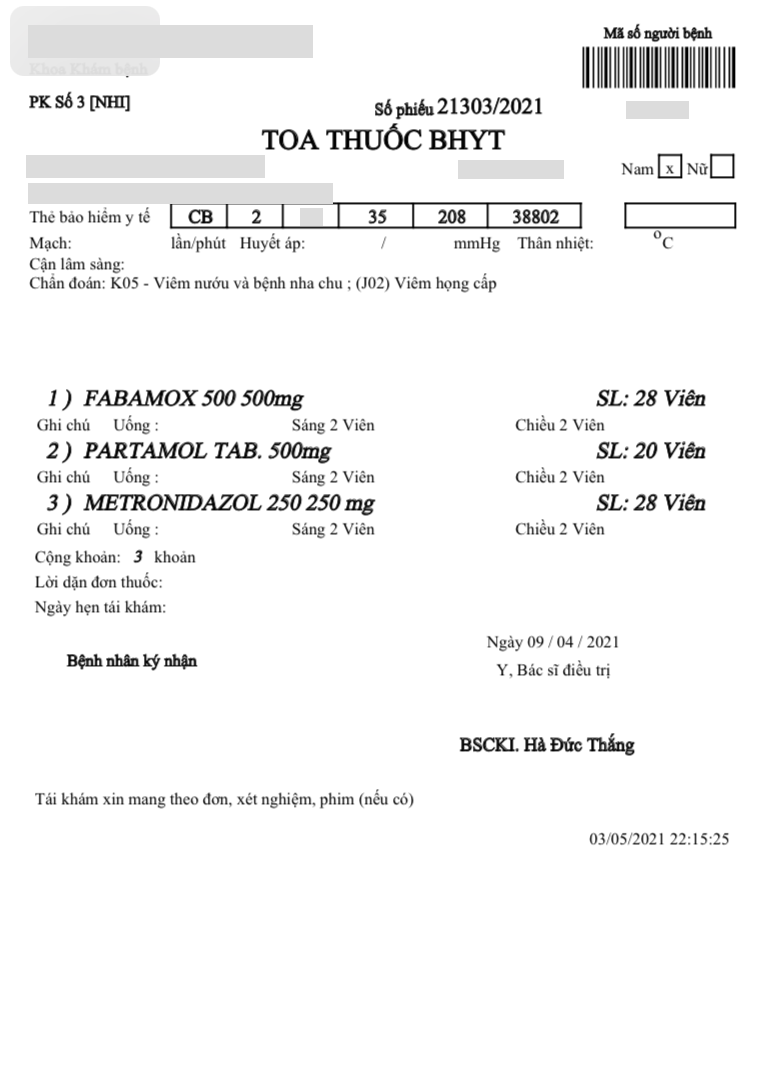 Mã số người bệnh
Khoa Khám bệnh
PK Số 3 [NHI]
Số phiếu 21303/2021
TOA THUỐC BHYT
Nam x Nữ
Thẻ bảo hiểm y tế CB 2 35 208 38802
Mạch: lần/phút Huyết áp: / mmHg Thân nhiệt: °C
Cận lâm sàng:
Chẩn đoán: K05 - Viêm nướu và bệnh nha chu ; (J02) Viêm họng cấp
1 ) FABAMOX 500 500mg SL: 28 Viên
Ghi chú Uống : Sáng 2 Viên Chiều 2 Viên
2 ) PARTAMOL TAB. 500mg SL: 20 Viên
Ghi chú Uống : Sáng 2 Viên Chiều 2 Viên
3 ) METRONIDAZOL 250 250 mg SL: 28 Viên
Ghi chú Uống : Sáng 2 Viên Chiều 2 Viên
Cộng khoản: 3 khoản
Lời dặn đơn thuốc:
Ngày hẹn tái khám:
Ngày 09 / 04 / 2021
Bệnh nhân ký nhận
Y, Bác sĩ điều trị
BSCKI. Hà Đức Thắng
Tái khám xin mang theo đơn, xét nghiệm, phim (nếu có)
03/05/2021 22:15:25